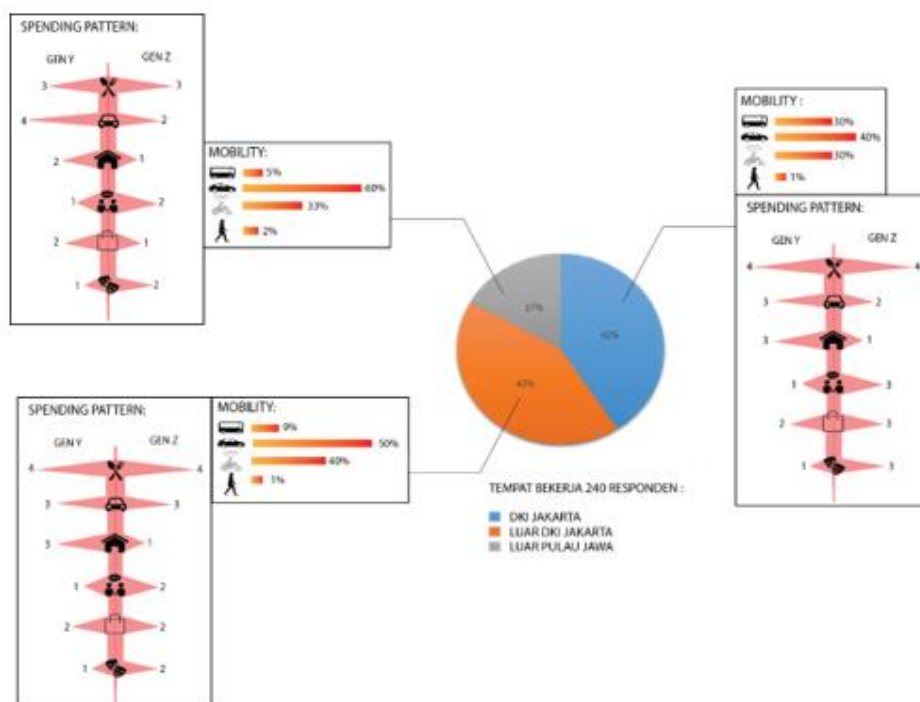 SPENDING PATTERN:
GEN Y GEN Z
3 3
4 2
2 1
1 2
2 1
1 2
MOBILITY:
5%
60%
33%
2%
MOBILITY :
30%
40%
30%
1%
SPENDING PATTERN:
GEN Y GEN Z
4 4
3 2
3 1
1 3
2 3
1 3
SPENDING PATTERN:
GEN Y GEN Z
4 4
3 3
3 1
1 2
2 2
1 2
MOBILITY:
9%
50%
40%
1%
TEMPAT BEKERJA 240 RESPONDEN :
DKI JAKARTA
LUAR DKI JAKARTA
LUAR PULAU JAWA